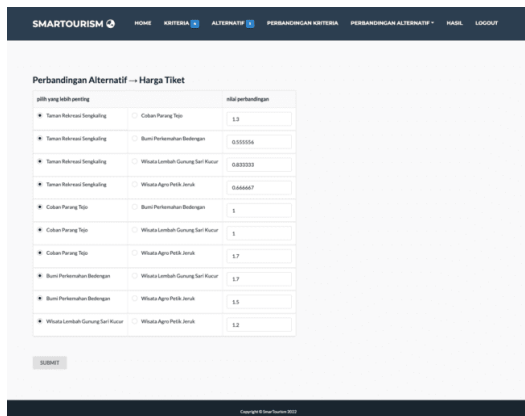 SMARTOURISM HOME KRITERIA 4 ALTERNATIF 5 PERBANDINGAN KRITERIA PERBANDINGAN ALTERNATIF HASIL LOGOUT
Perbandingan Alternatif → Harga Tiket
pilih yang lebih penting nilai perbandingan
Taman Rekreasi Sengkaling Coban Parang Tejo 1.3
Taman Rekreasi Sengkaling Bumi Perkemahan Bedengan 0.555556
Taman Rekreasi Sengkaling Wisata Lembah Gunung Sari Kucur 0.833333
Taman Rekreasi Sengkaling Wisata Agro Petik Jeruk 0.666667
Coban Parang Tejo Bumi Perkemahan Bedengan 1
Coban Parang Tejo Wisata Lembah Gunung Sari Kucur 1
Coban Parang Tejo Wisata Agro Petik Jeruk 1.7
Bumi Perkemahan Bedengan Wisata Lembah Gunung Sari Kucur 1.7
Bumi Perkemahan Bedengan Wisata Agro Petik Jeruk 1.5
Wisata Lembah Gunung Sari Kucur Wisata Agro Petik Jeruk 1.2
SUBMIT
Copyright © SmarTourism 2022